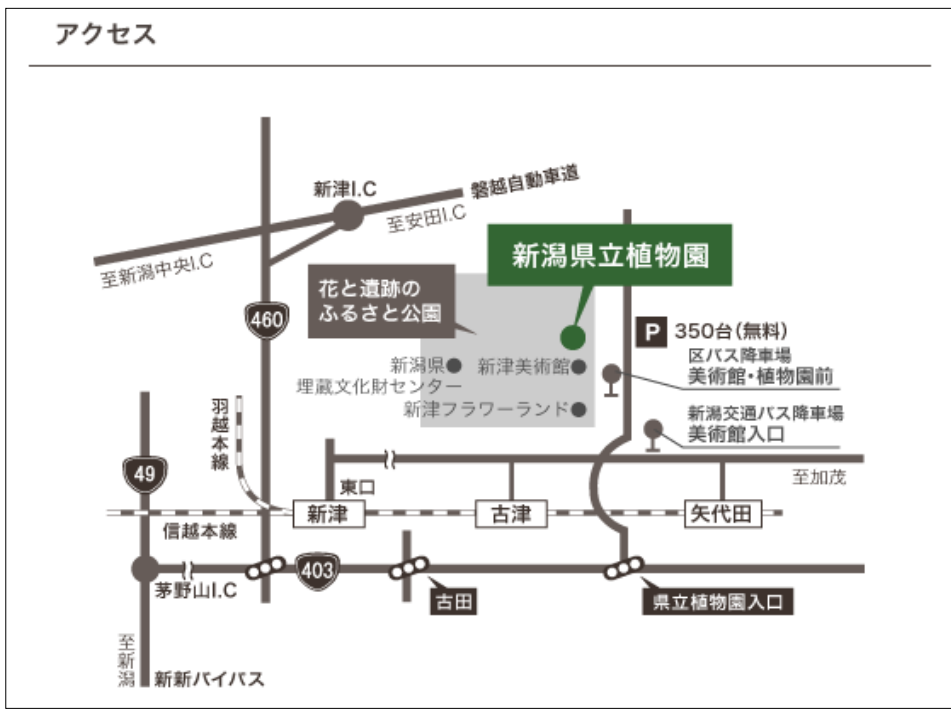 アクセス
新津I.C
磐越自動車道
至安田I.C
至新潟中央I.C
新潟県立植物園
花と遺跡の
ふるさと公園
460
P 350台(無料)
区バス降車場
美術館・植物園前
新潟県
埋蔵文化財センター
新津美術館
新津フラワーランド
新潟交通バス降車場
美術館入口
羽越本線
49
東口
至加茂
信越本線
新津
古津
矢代田
茅野山I.C
403
古田
県立植物園入口
至新潟
新新バイパス